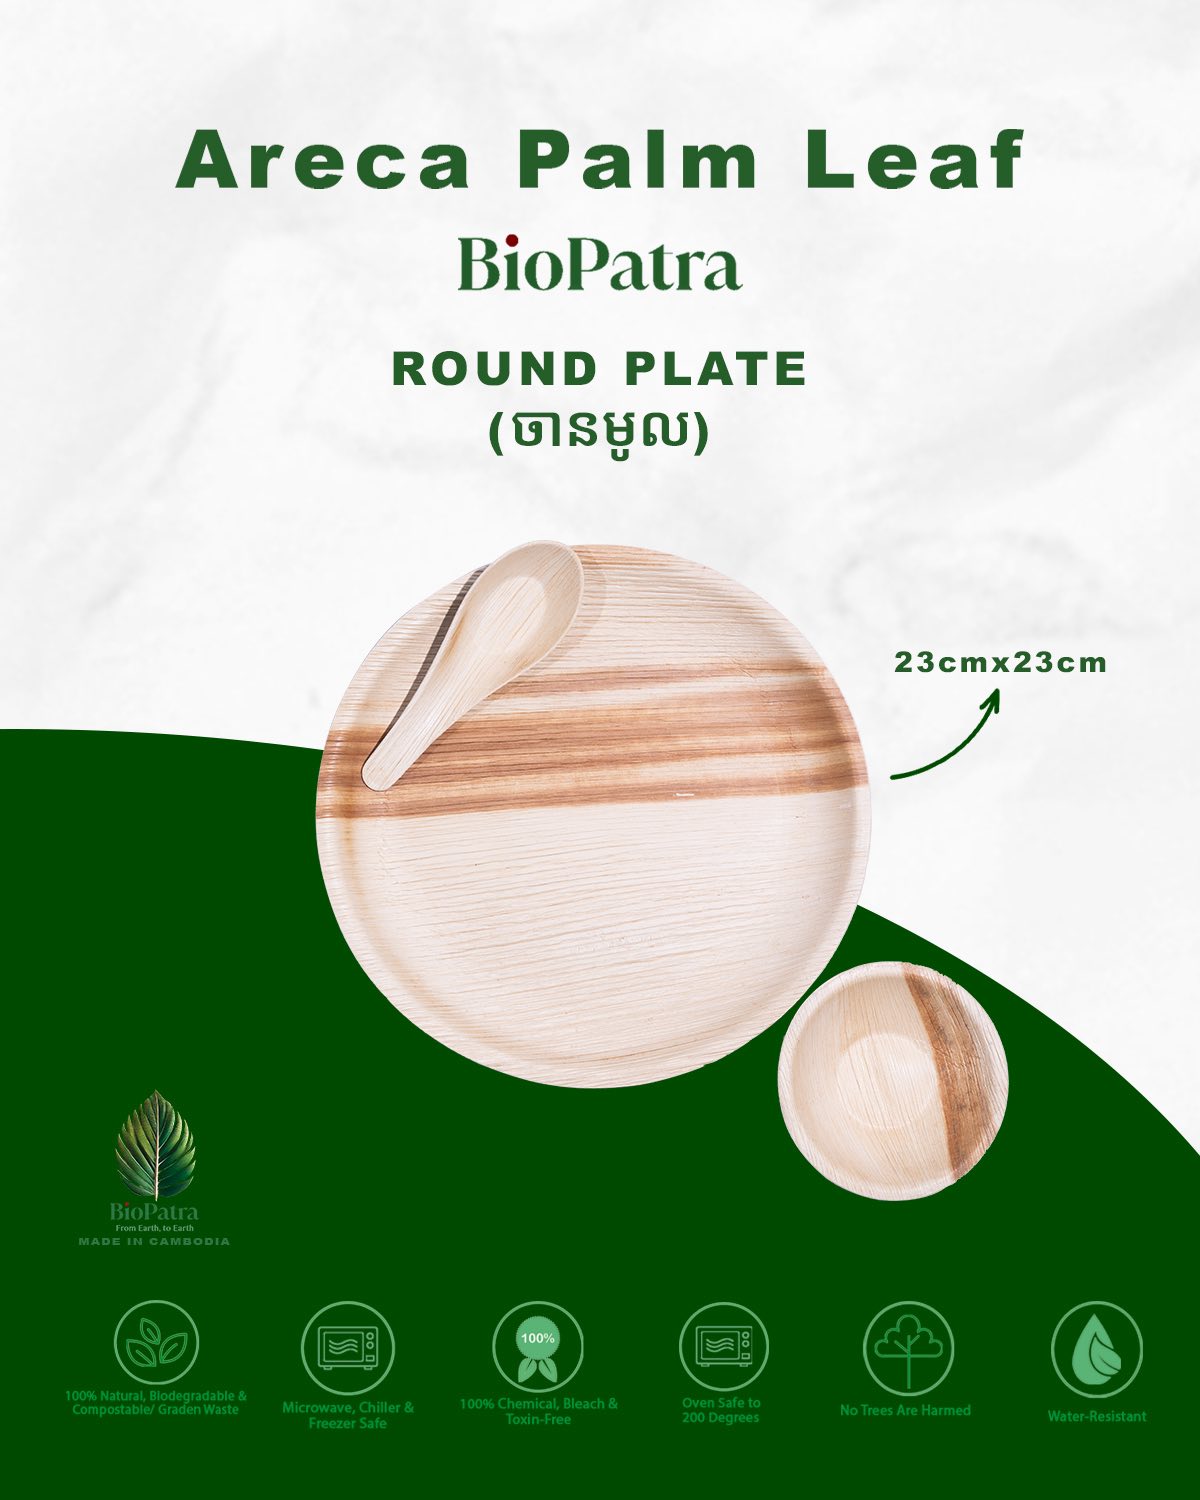 Areca Palm Leaf
BioPatra
ROUND PLATE
(ចានមូល)
23cmx23cm
BioPatra
From Earth, to Earth
MADE IN CAMBODIA
100%
100% Natural, Biodegradable &
Compostable/ Graden Waste
Microwave, Chiller &
Freezer Safe
100% Chemical, Bleach &
Toxin-Free
Oven Safe to
200 Degrees
No Trees Are Harmed
Water-Resistant